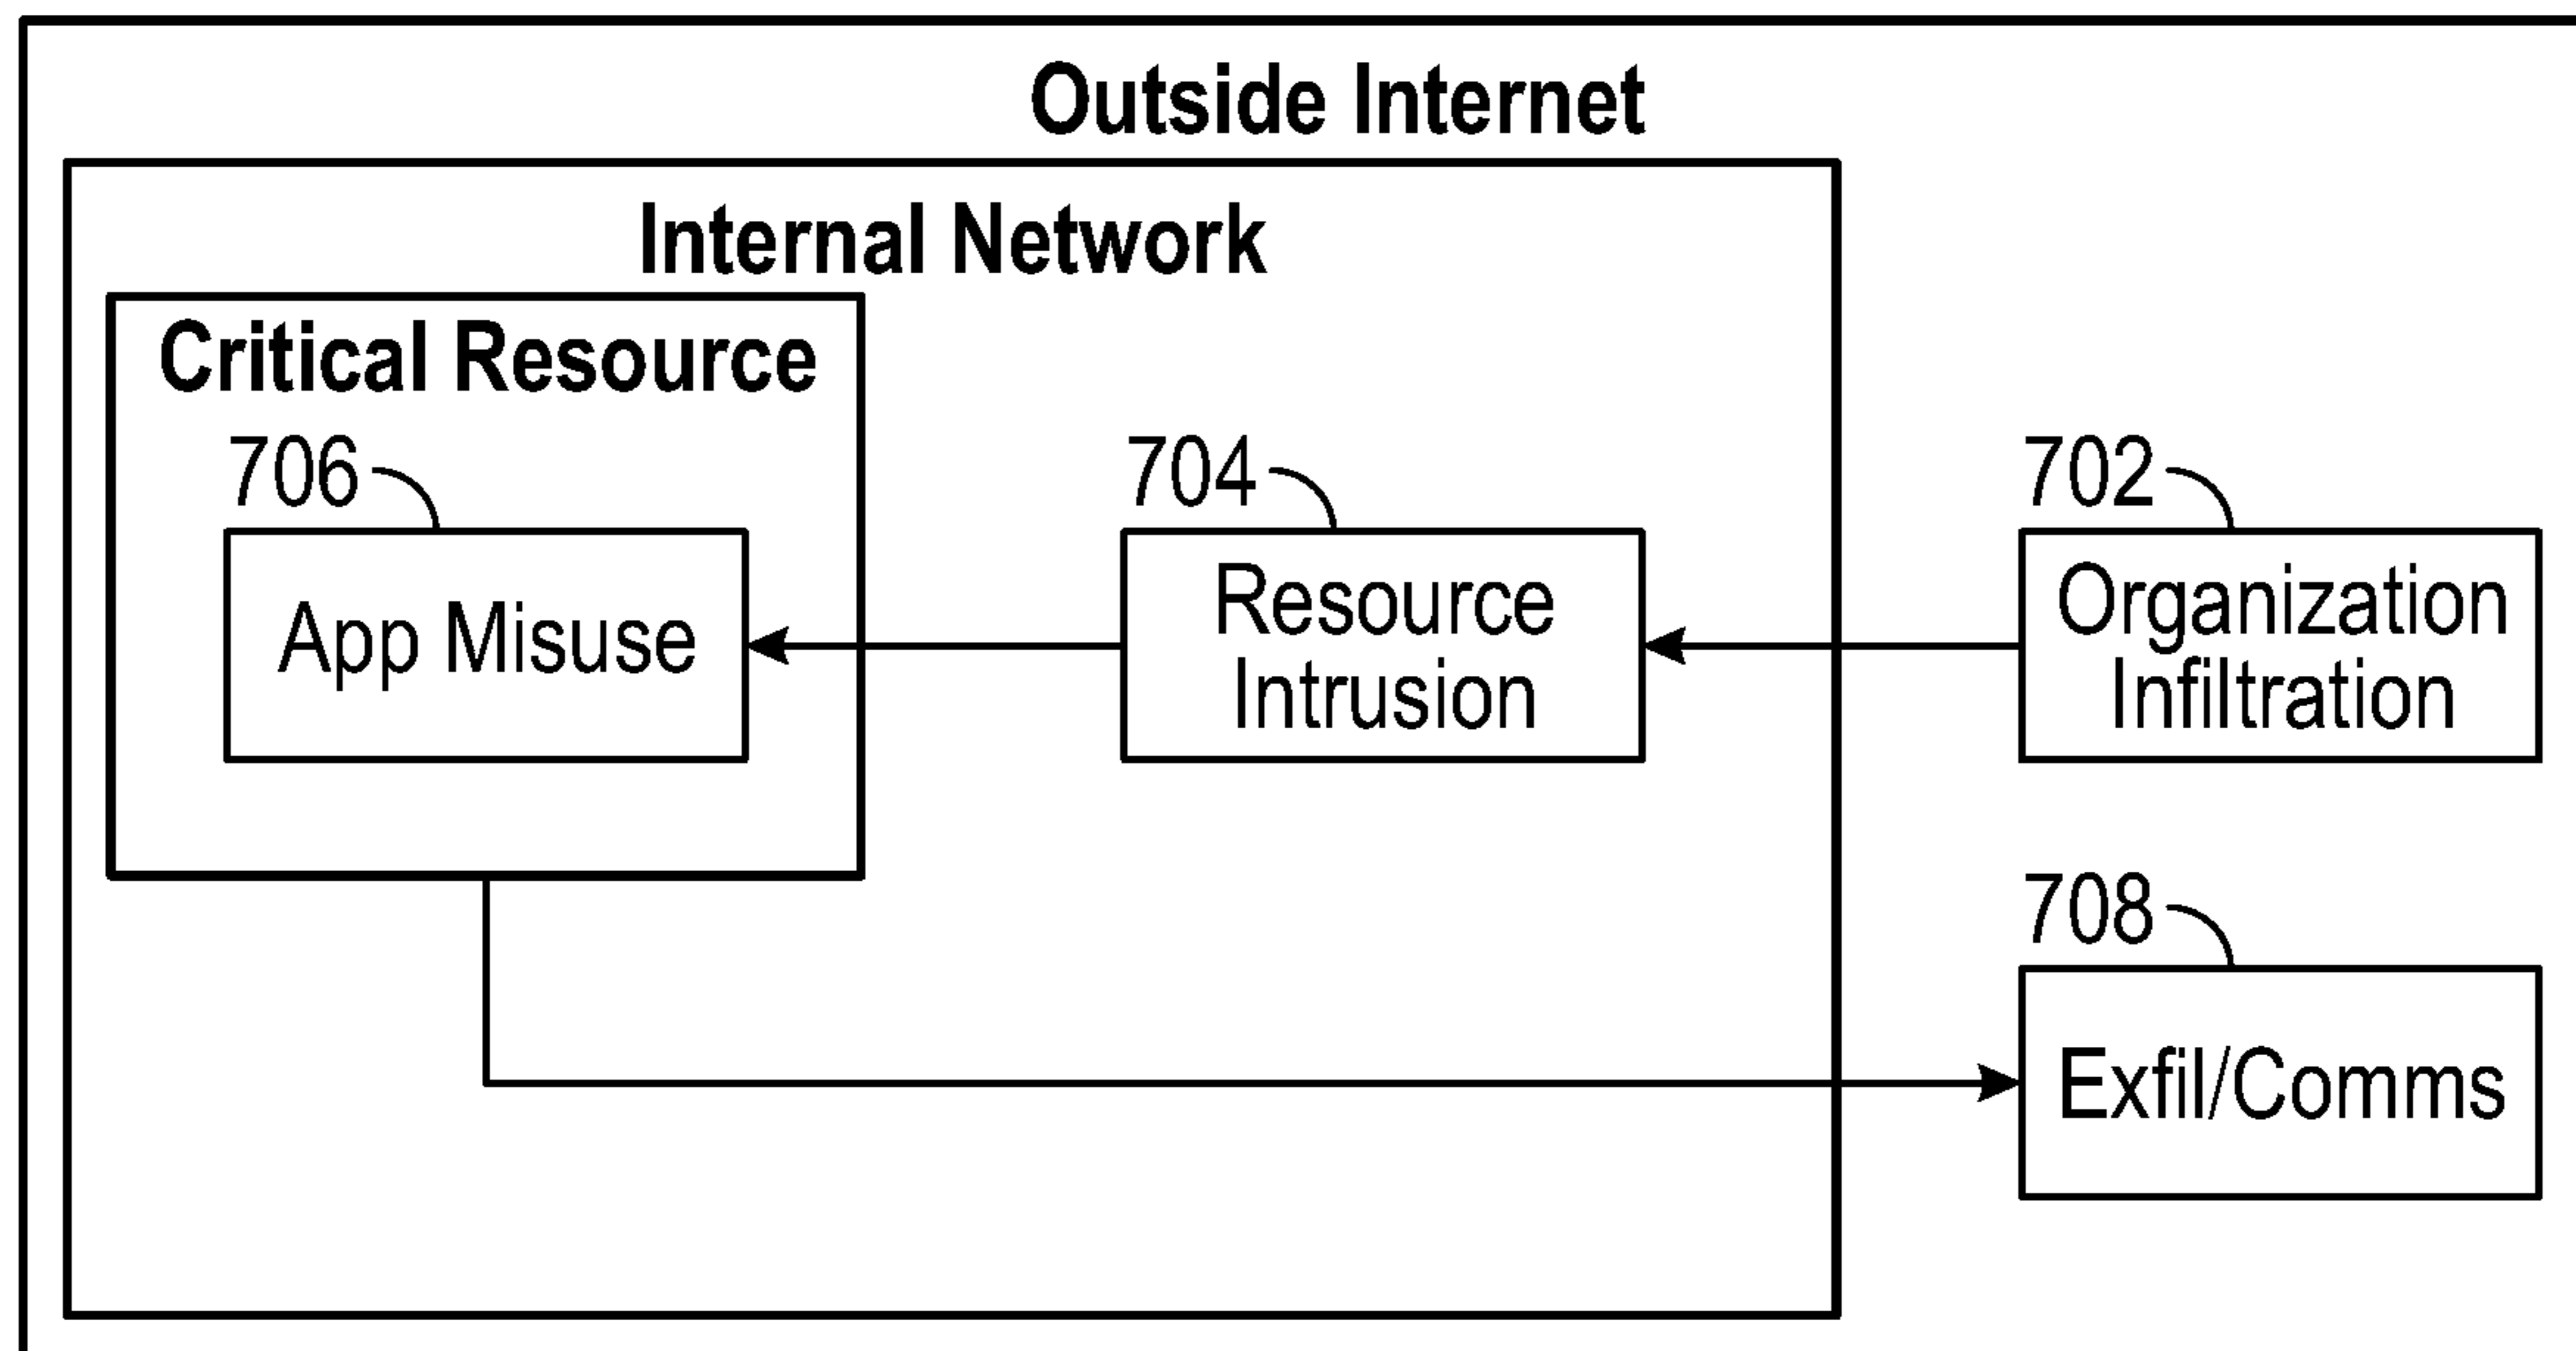 Outside Internet
Internal Network
Critical Resource
706
704
702
App Misuse
Resource
Intrusion
Organization
Infiltration
708
Exfil/Comms